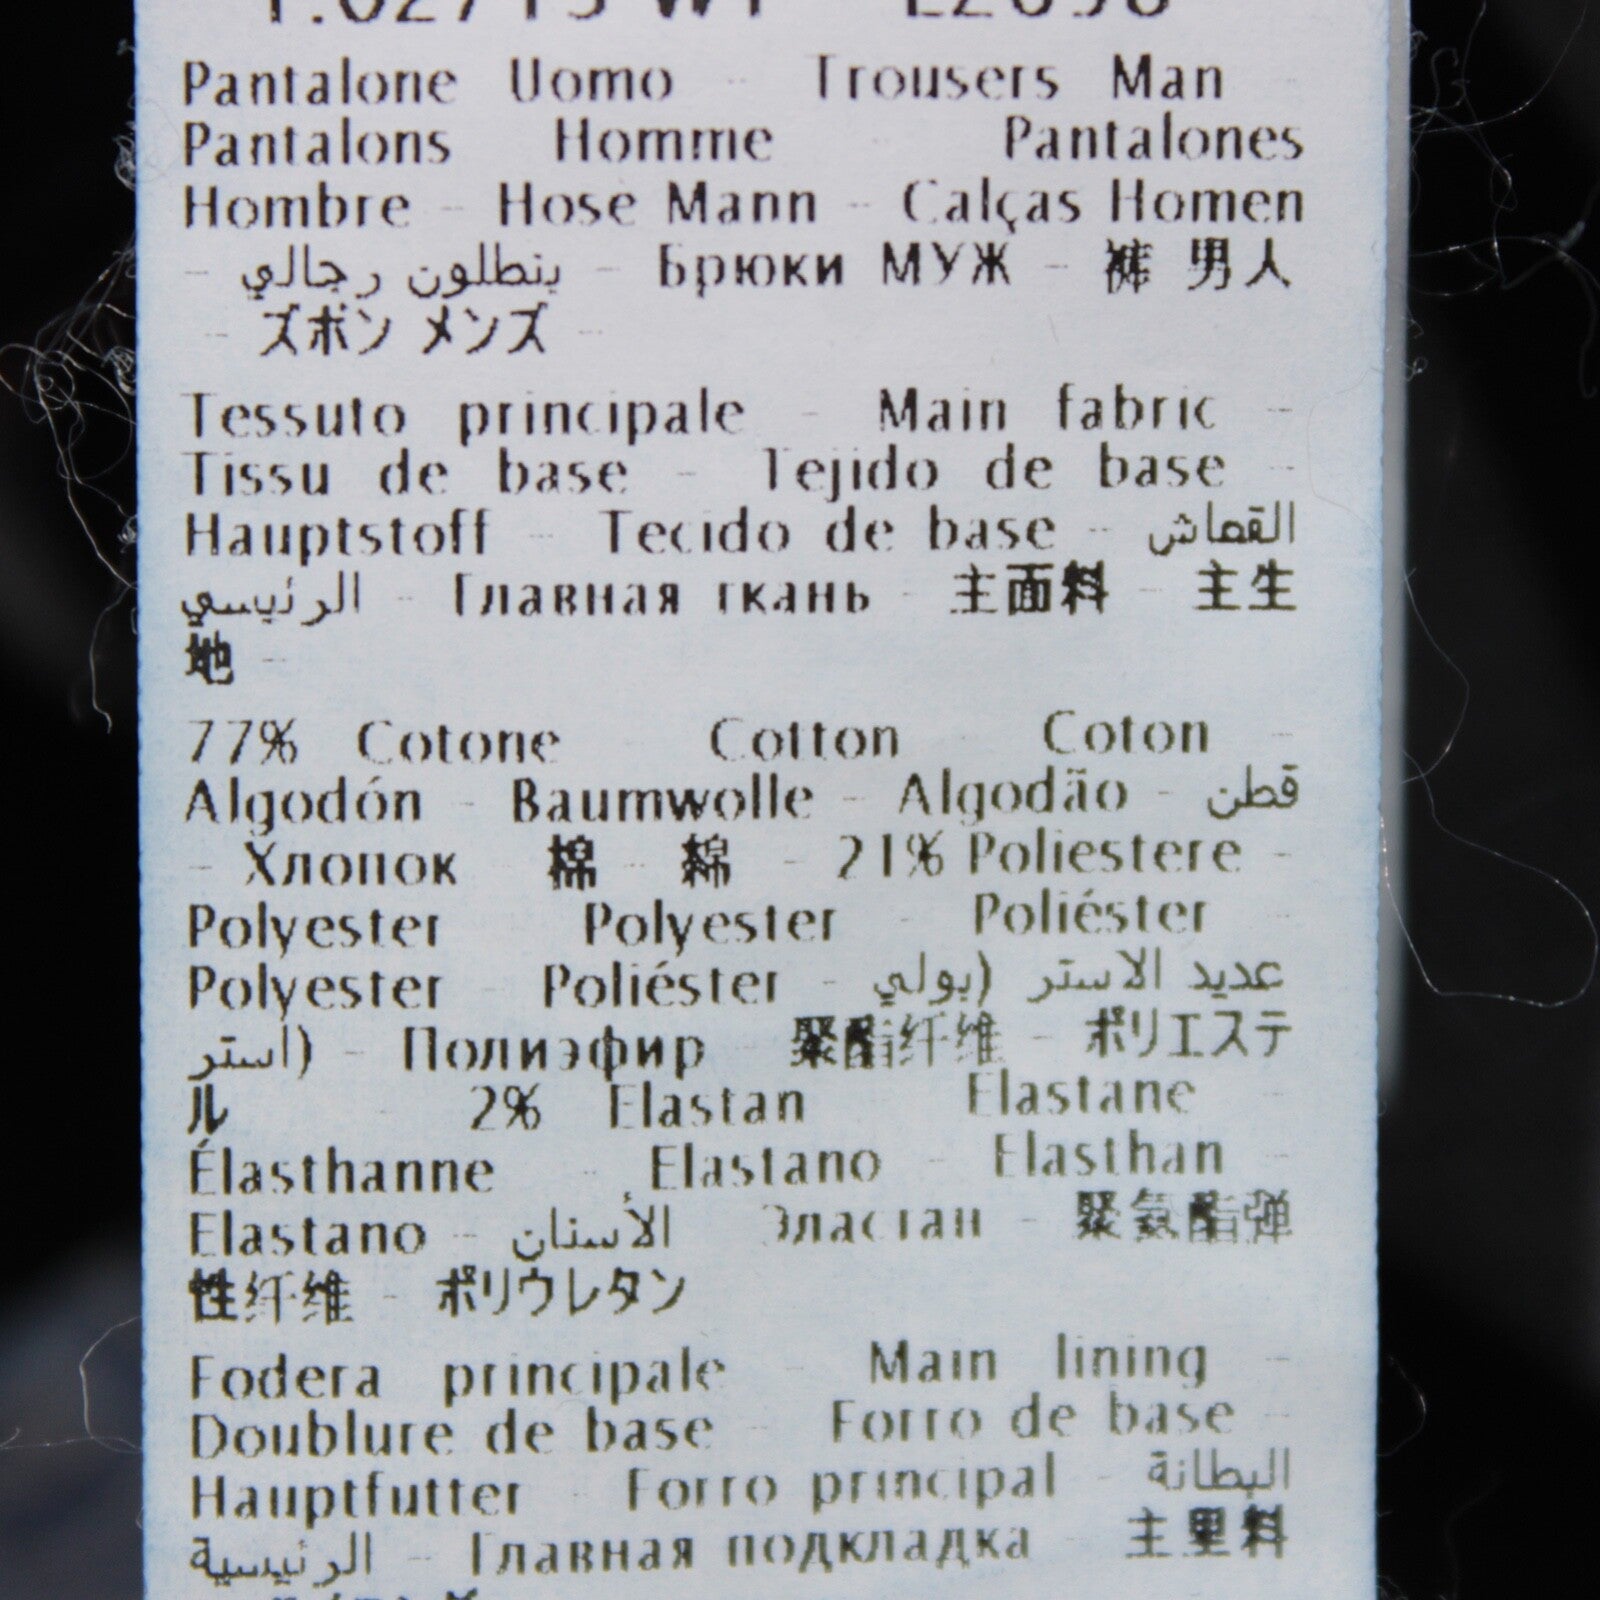 Pantalone Uomo - Trousers Man
Pantalons Homme - Pantalones
Hombre - Hose Mann - Calças Homen
- بنطلون رجالي - Брюки МУЖ - 裤 男人
- ズボン メンズ -
Tessuto principale - Main fabric -
Tissu de base - Tejido de base -
Hauptstoff - Tecido de base - القماش
الرئيسي - Главная ткань - 主面料 - 主生
地 -
77% Cotone - Cotton - Coton -
Algodón - Baumwolle - Algodão - قطن
- Хлопок - 棉 - 綿 - 21% Poliestere -
Polyester - Polyester - Poliéster -
Polyester - Poliéster - عديد الاستر (بولي
استر) - Полиэфир - 聚酯纤维 - ポリエステ
ル - 2% Elastan - Elastane -
Élasthanne - Elastano - Elasthan -
Elastano - الأسنان - Эластан - 聚氨酯弹
性纤维 - ポリウレタン
Fodera principale - Main lining -
Doublure de base - Forro de base -
Hauptfutter - Forro principal - البطانة
الرئيسية - Главная подкладка - 主里料